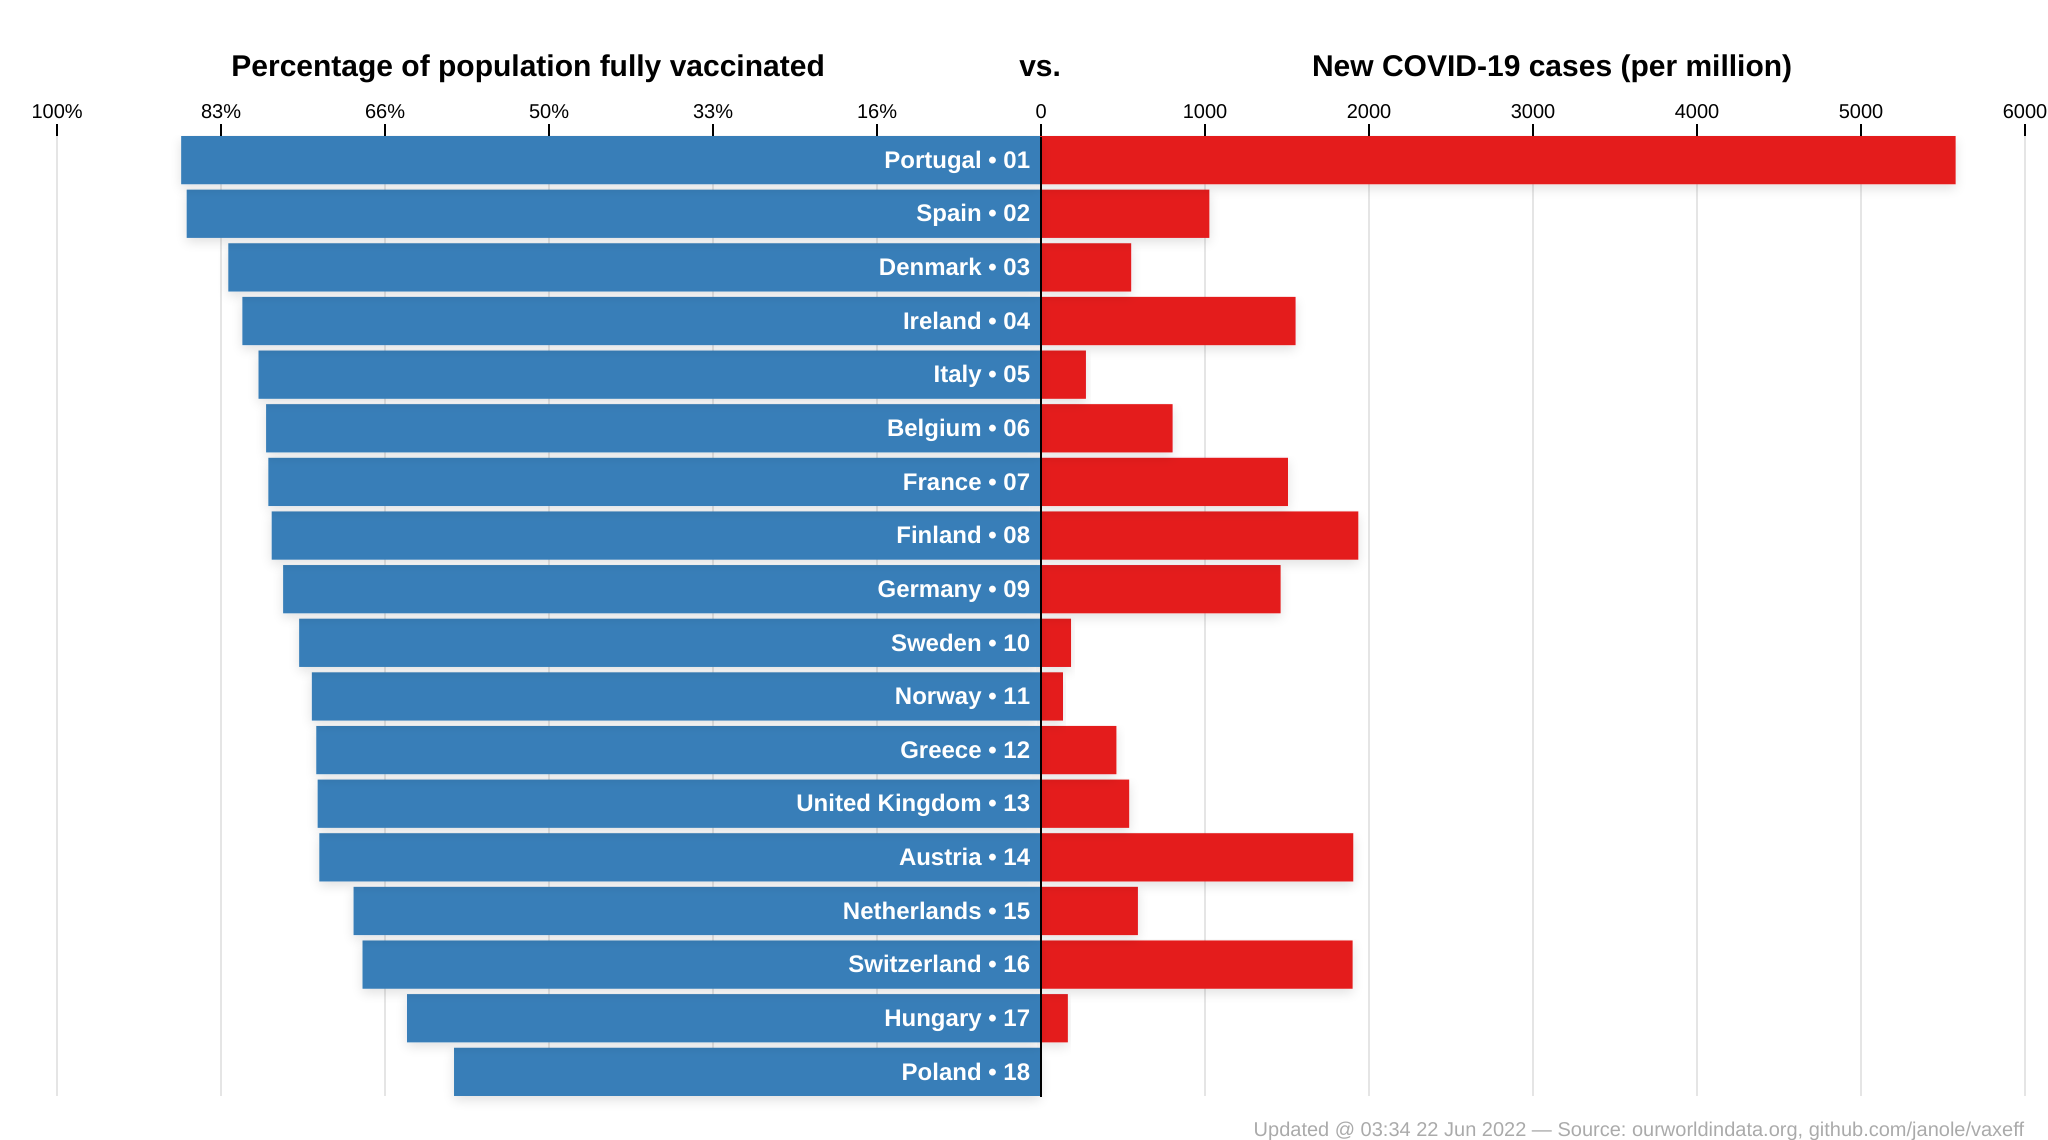 Percentage of population fully vaccinated vs. New COVID-19 cases (per million)
100% 83% 66% 50% 33% 16% 0 1000 2000 3000 4000 5000 6000
Portugal • 01
Spain • 02
Denmark • 03
Ireland • 04
Italy • 05
Belgium • 06
France • 07
Finland • 08
Germany • 09
Sweden • 10
Norway • 11
Greece • 12
United Kingdom • 13
Austria • 14
Netherlands • 15
Switzerland • 16
Hungary • 17
Poland • 18
Updated @ 03:34 22 Jun 2022 — Source: ourworldindata.org, github.com/janole/vaxeff